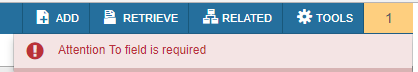 ADD RETRIEVE RELATED TOOLS 1
Attention To field is required